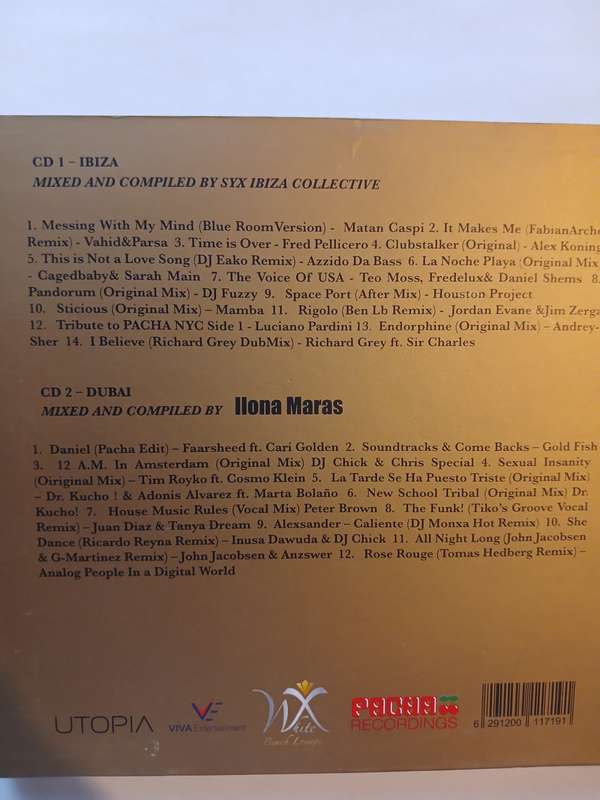 CD 1 – IBIZA
MIXED AND COMPILED BY SYX IBIZA COLLECTIVE
1. Messing With My Mind (Blue RoomVersion) - Matan Caspi 2. It Makes Me (FabianArche
Remix) - Vahid&Parsa 3. Time is Over - Fred Pellicero 4. Clubstalker (Original) - Alex Koning
5. This is Not a Love Song (DJ Eako Remix) - Azzido Da Bass 6. La Noche Playa (Original Mix
- Cagedbaby& Sarah Main 7. The Voice Of USA - Teo Moss, Fredelux& Daniel Shems 8.
Pandorum (Original Mix) - DJ Fuzzy 9. Space Port (After Mix) - Houston Project
10. Sticious (Original Mix) – Mamba 11. Rigolo (Ben Lb Remix) - Jordan Evane &Jim Zerga
12. Tribute to PACHA NYC Side 1 - Luciano Pardini 13. Endorphine (Original Mix) – Andrey-
Sher 14. I Believe (Richard Grey DubMix) - Richard Grey ft. Sir Charles
CD 2 – DUBAI
MIXED AND COMPILED BY Ilona Maras
1. Daniel (Pacha Edit) – Faarsheed ft. Cari Golden 2. Soundtracks & Come Backs – Gold Fish
3. 12 A.M. In Amsterdam (Original Mix) DJ Chick & Chris Special 4. Sexual Insanity
(Oiriginal Mix) – Tim Royko ft. Cosmo Klein 5. La Tarde Se Ha Puesto Triste (Original Mix)
– Dr. Kucho ! & Adonis Alvarez ft. Marta Bolaño 6. New School Tribal (Original Mix) Dr.
Kucho! 7. House Music Rules (Vocal Mix) Peter Brown 8. The Funk! (Tiko's Groove Vocal
Remix) – Juan Diaz & Tanya Dream 9. Alexsander – Caliente (DJ Monxa Hot Remix) 10. She
Dance (Ricardo Reyna Remix) – Inusa Dawuda & DJ Chick 11. All Night Long (John Jacobsen
& G-Martinez Remix) – John Jacobsen & Anzswer 12. Rose Rouge (Tomas Hedberg Remix) –
Analog People In a Digital World
UTOPIA
VE
VIVA Entertainment
WX
White
Beach Lounge
PACHA
RECORDINGS
6 291200 117191